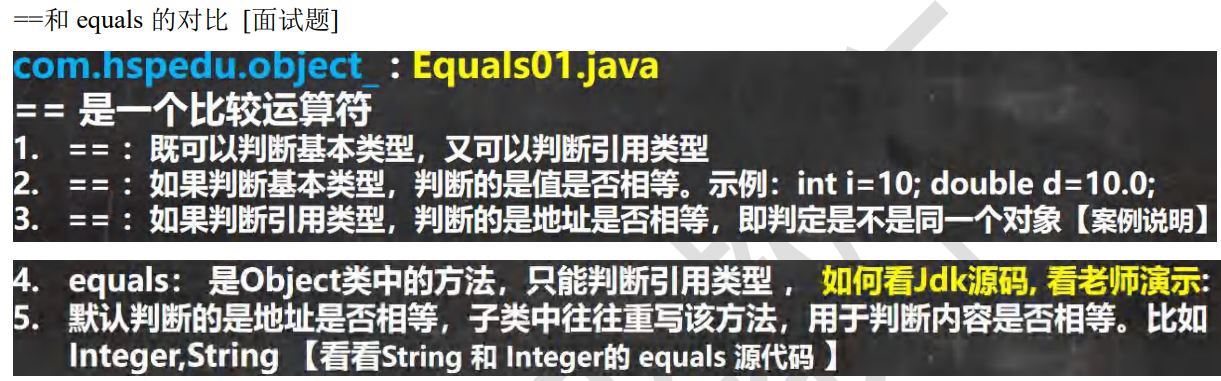 ==和 equals 的对比 [面试题]
com.hspedu.object_ : Equals01.java
== 是一个比较运算符
1. == ：既可以判断基本类型，又可以判断引用类型
2. == ：如果判断基本类型，判断的是值是否相等。示例：int i=10; double d=10.0;
3. == ：如果判断引用类型，判断的是地址是否相等，即判定是不是同一个对象【案例说明】
4. equals： 是Object类中的方法，只能判断引用类型 ， 如何看Jdk源码, 看老师演示:
5. 默认判断的是地址是否相等，子类中往往重写该方法，用于判断内容是否相等。比如
Integer,String 【看看String 和 Integer的 equals 源代码 】